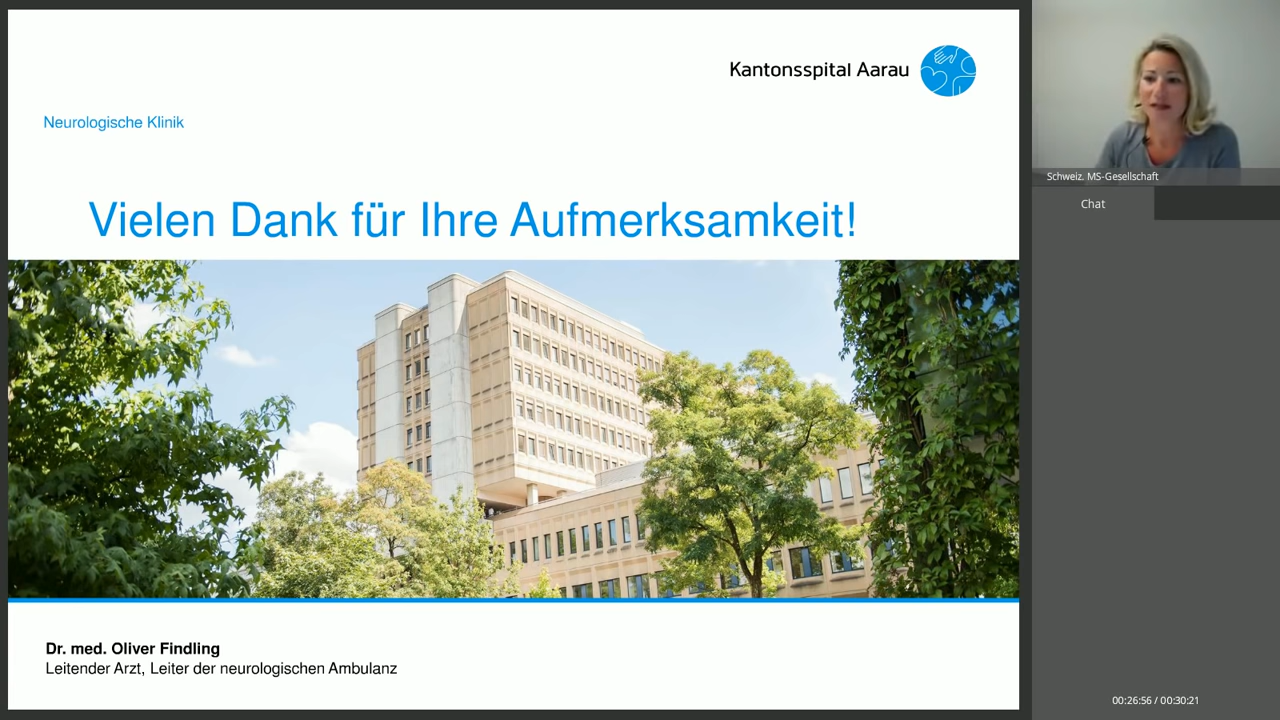 Kantonsspital Aarau
Neurologische Klinik
Vielen Dank für Ihre Aufmerksamkeit!
Dr. med. Oliver Findling
Leitender Arzt, Leiter der neurologischen Ambulanz
Schweiz. MS-Gesellschaft
Chat
00:26:56 / 00:30:21